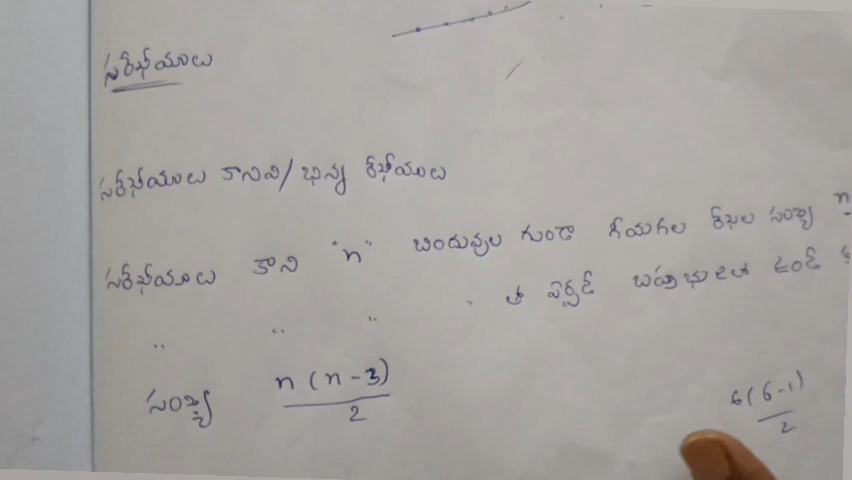 సరేఖీయాలు
సరేఖీయాలు కానివి/ భిన్న రేఖీయాలు
సరేఖీయాలు కాని "n" బిందువుల గుండా గీయగల రేఖల సంఖ్య n
" " " " తో ఏర్పడే బహుభుజిలో ఉండే
సంఖ్య n(n-3)/2
6(6-1)/2